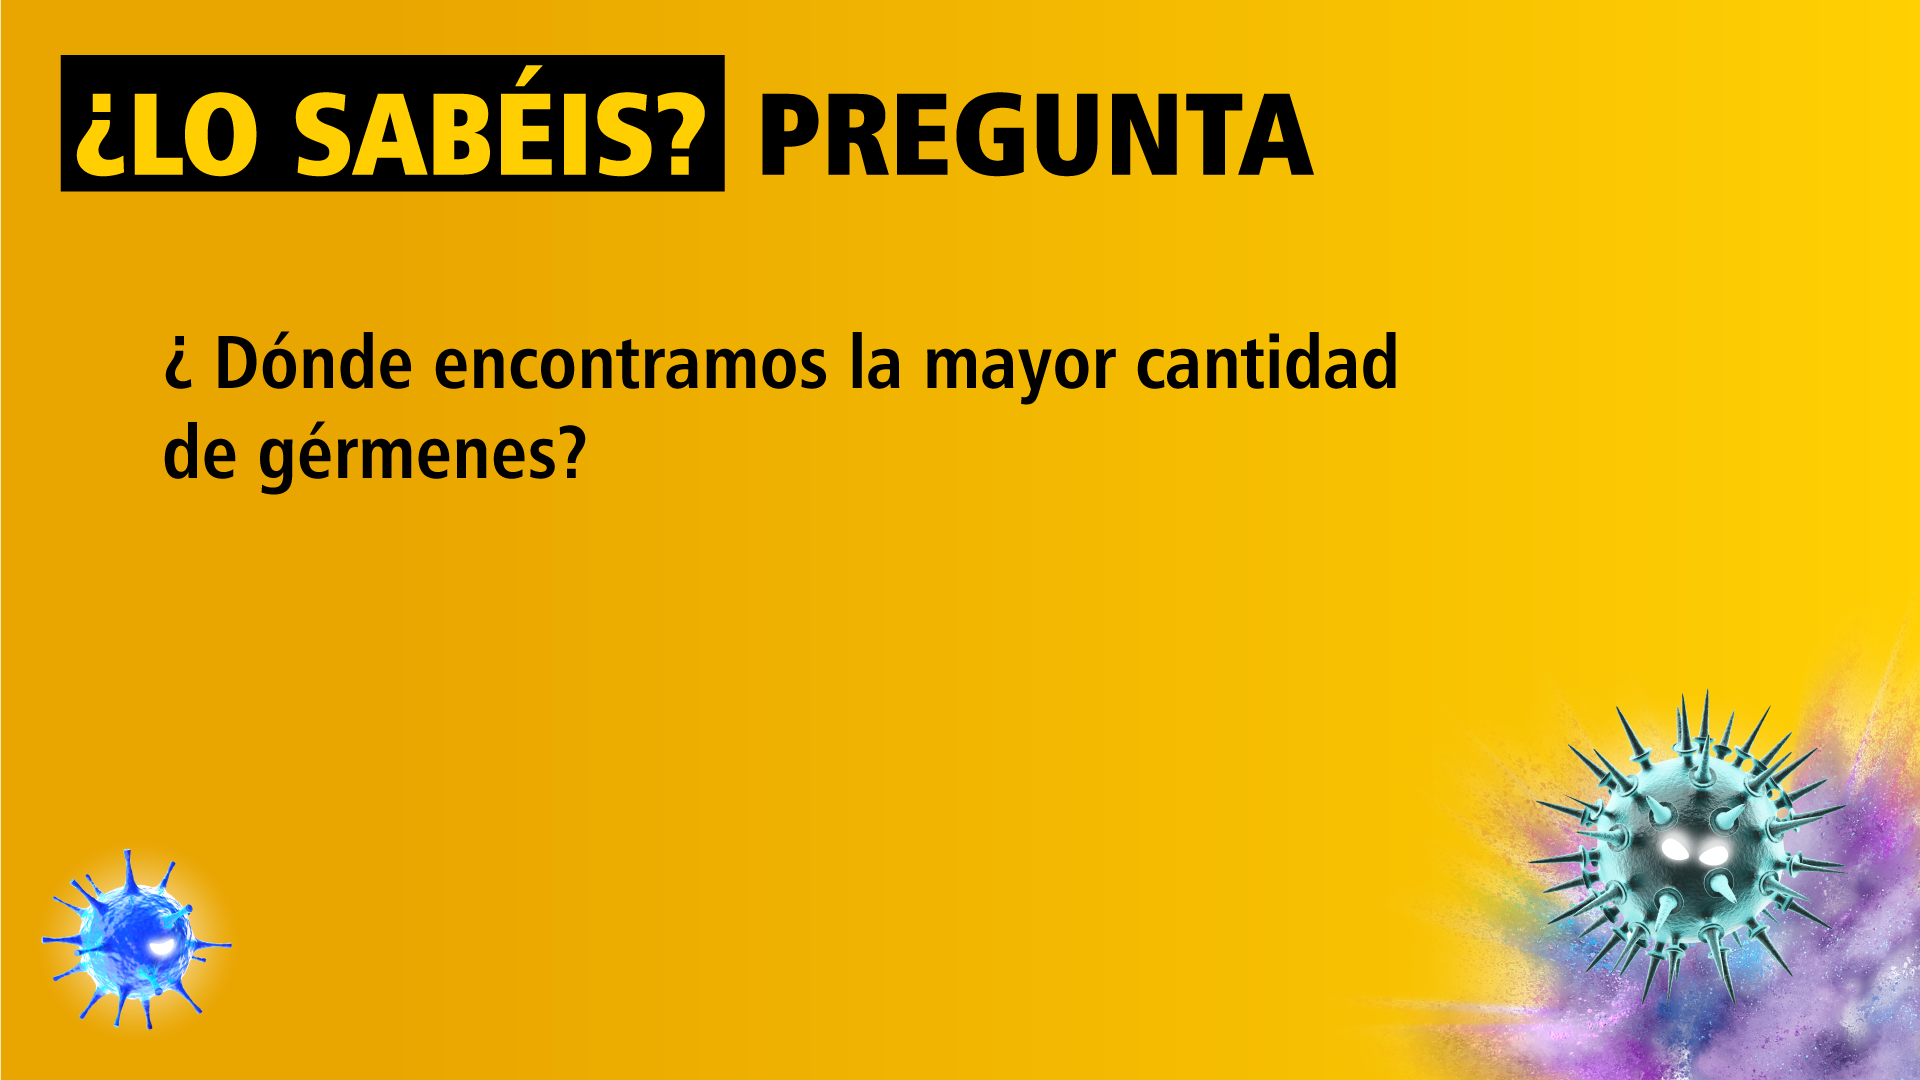 ¿LO SABÉIS? PREGUNTA
¿ Dónde encontramos la mayor cantidad
de gérmenes?